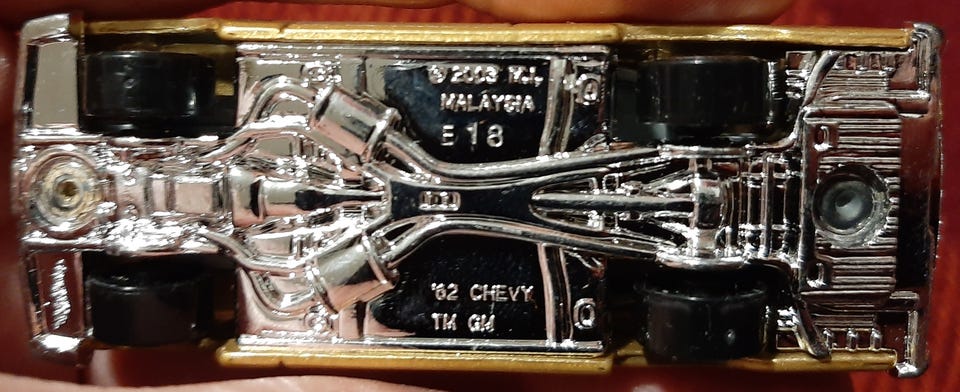 © 2003 M.I.
MALAYSIA
E18
'62 CHEVY
TM GM